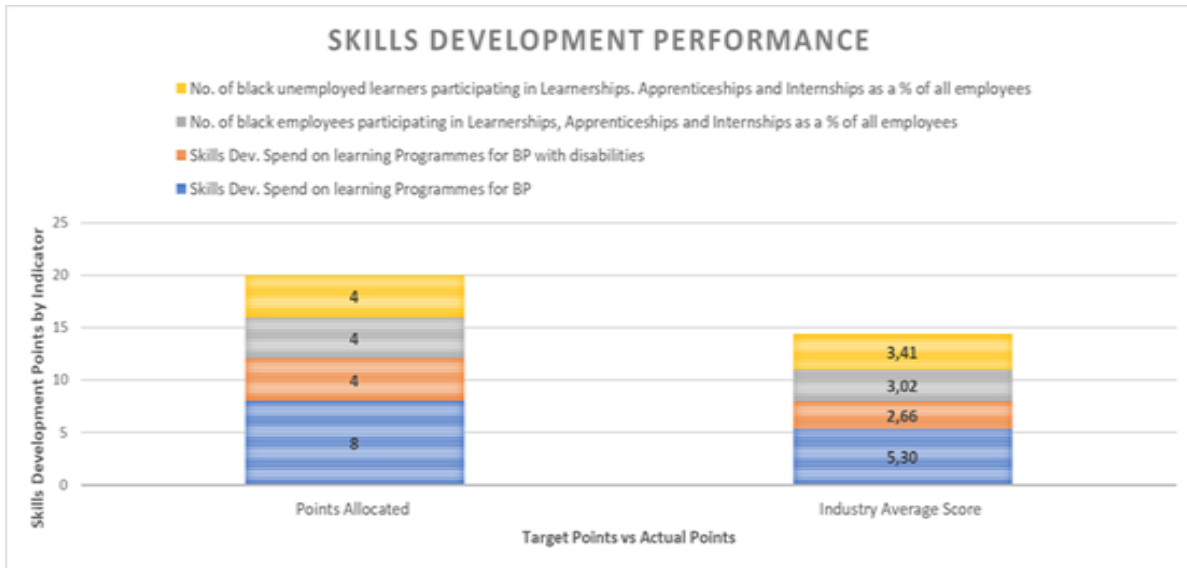 SKILLS DEVELOPMENT PERFORMANCE
No. of black unemployed learners participating in Learnerships. Apprenticeships and Internships as a % of all employees
No. of black employees participating in Learnerships, Apprenticeships and Internships as a % of all employees
Skills Dev. Spend on learning Programmes for BP with disabilities
Skills Dev. Spend on learning Programmes for BP
Skills Development Points by Indicator
25
20
15
10
5
0
4
4
4
8
3,41
3,02
2,66
5,30
Points Allocated
Industry Average Score
Target Points vs Actual Points